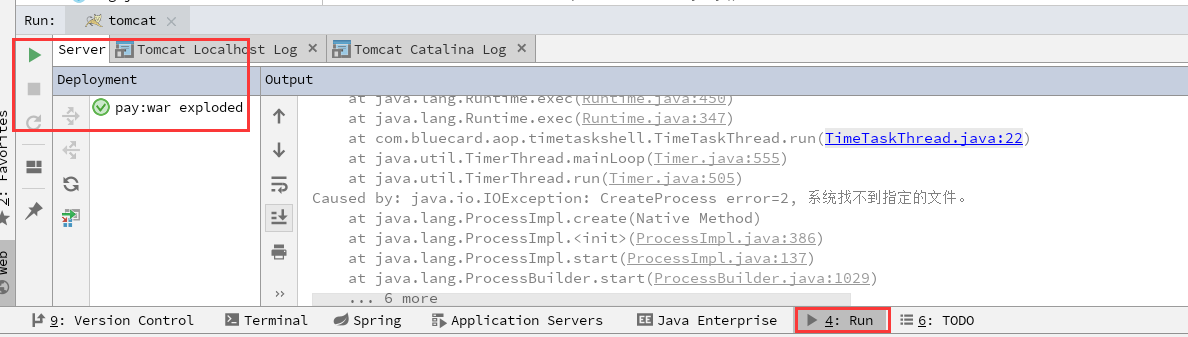 Run: tomcat
Server Tomcat Localhost Log Tomcat Catalina Log
Deployment
Output
pay:war exploded
at java.lang.Runtime.exec(Runtime.java:450)
at java.lang.Runtime.exec(Runtime.java:347)
at com.bluecard.aop.timetaskshell.TimeTaskThread.run(TimeTaskThread.java:22)
at java.util.TimerThread.mainLoop(Timer.java:555)
at java.util.TimerThread.run(Timer.java:505)
Caused by: java.io.IOException: CreateProcess error=2, 系统找不到指定的文件。
at java.lang.ProcessImpl.create(Native Method)
at java.lang.ProcessImpl.<init>(ProcessImpl.java:386)
at java.lang.ProcessImpl.start(ProcessImpl.java:137)
at java.lang.ProcessBuilder.start(ProcessBuilder.java:1029)
... 6 more
2: Favorites
Web
9: Version Control Terminal Spring Application Servers Java Enterprise 4: Run 6: TODO